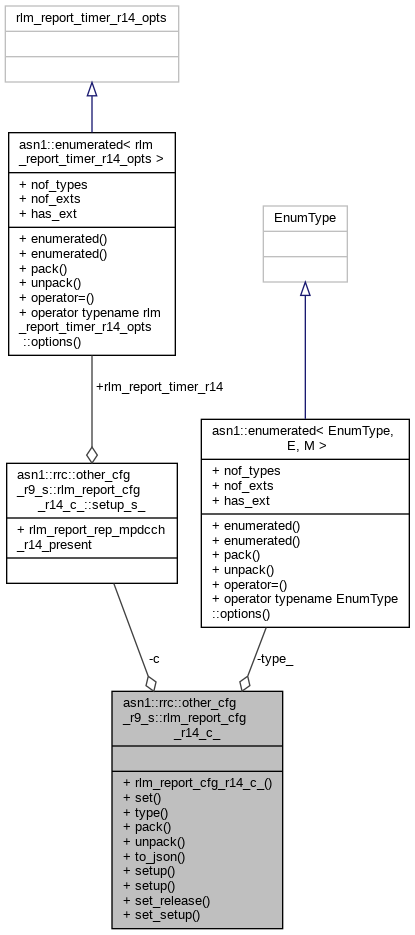 rlm_report_timer_r14_opts
asn1::enumerated< rlm
_report_timer_r14_opts >
+ nof_types
+ nof_exts
+ has_ext
+ enumerated()
+ enumerated()
+ pack()
+ unpack()
+ operator=()
+ operator typename rlm
_report_timer_r14_opts
::options()
EnumType
+rlm_report_timer_r14
asn1::enumerated< EnumType,
E, M >
+ nof_types
+ nof_exts
+ has_ext
+ enumerated()
+ enumerated()
+ pack()
+ unpack()
+ operator=()
+ operator typename EnumType
::options()
asn1::rrc::other_cfg
_r9_s::rlm_report_cfg
_r14_c_::setup_s_
+ rlm_report_rep_mpdcch
_r14_present
-c
-type_
asn1::rrc::other_cfg
_r9_s::rlm_report_cfg
_r14_c_
+ rlm_report_cfg_r14_c_()
+ set()
+ type()
+ pack()
+ unpack()
+ to_json()
+ setup()
+ setup()
+ set_release()
+ set_setup()